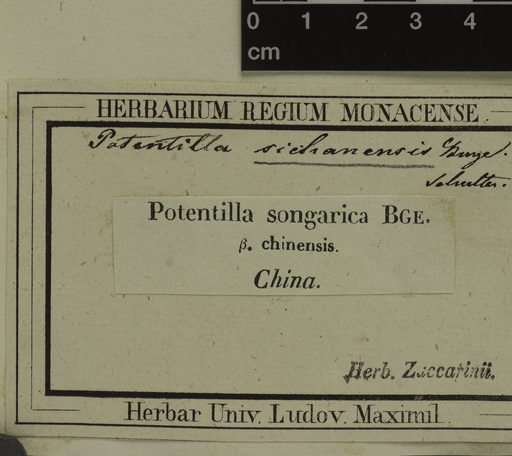 0 1 2 3 4
cm
HERBARIUM REGIUM MONACENSE.
Potentilla sichanensis Bunge.
Potentilla songarica BGE.
β. chinensis.
China.
Herb. Zuccarinii.
Herbar Univ. Ludov. Maximil.